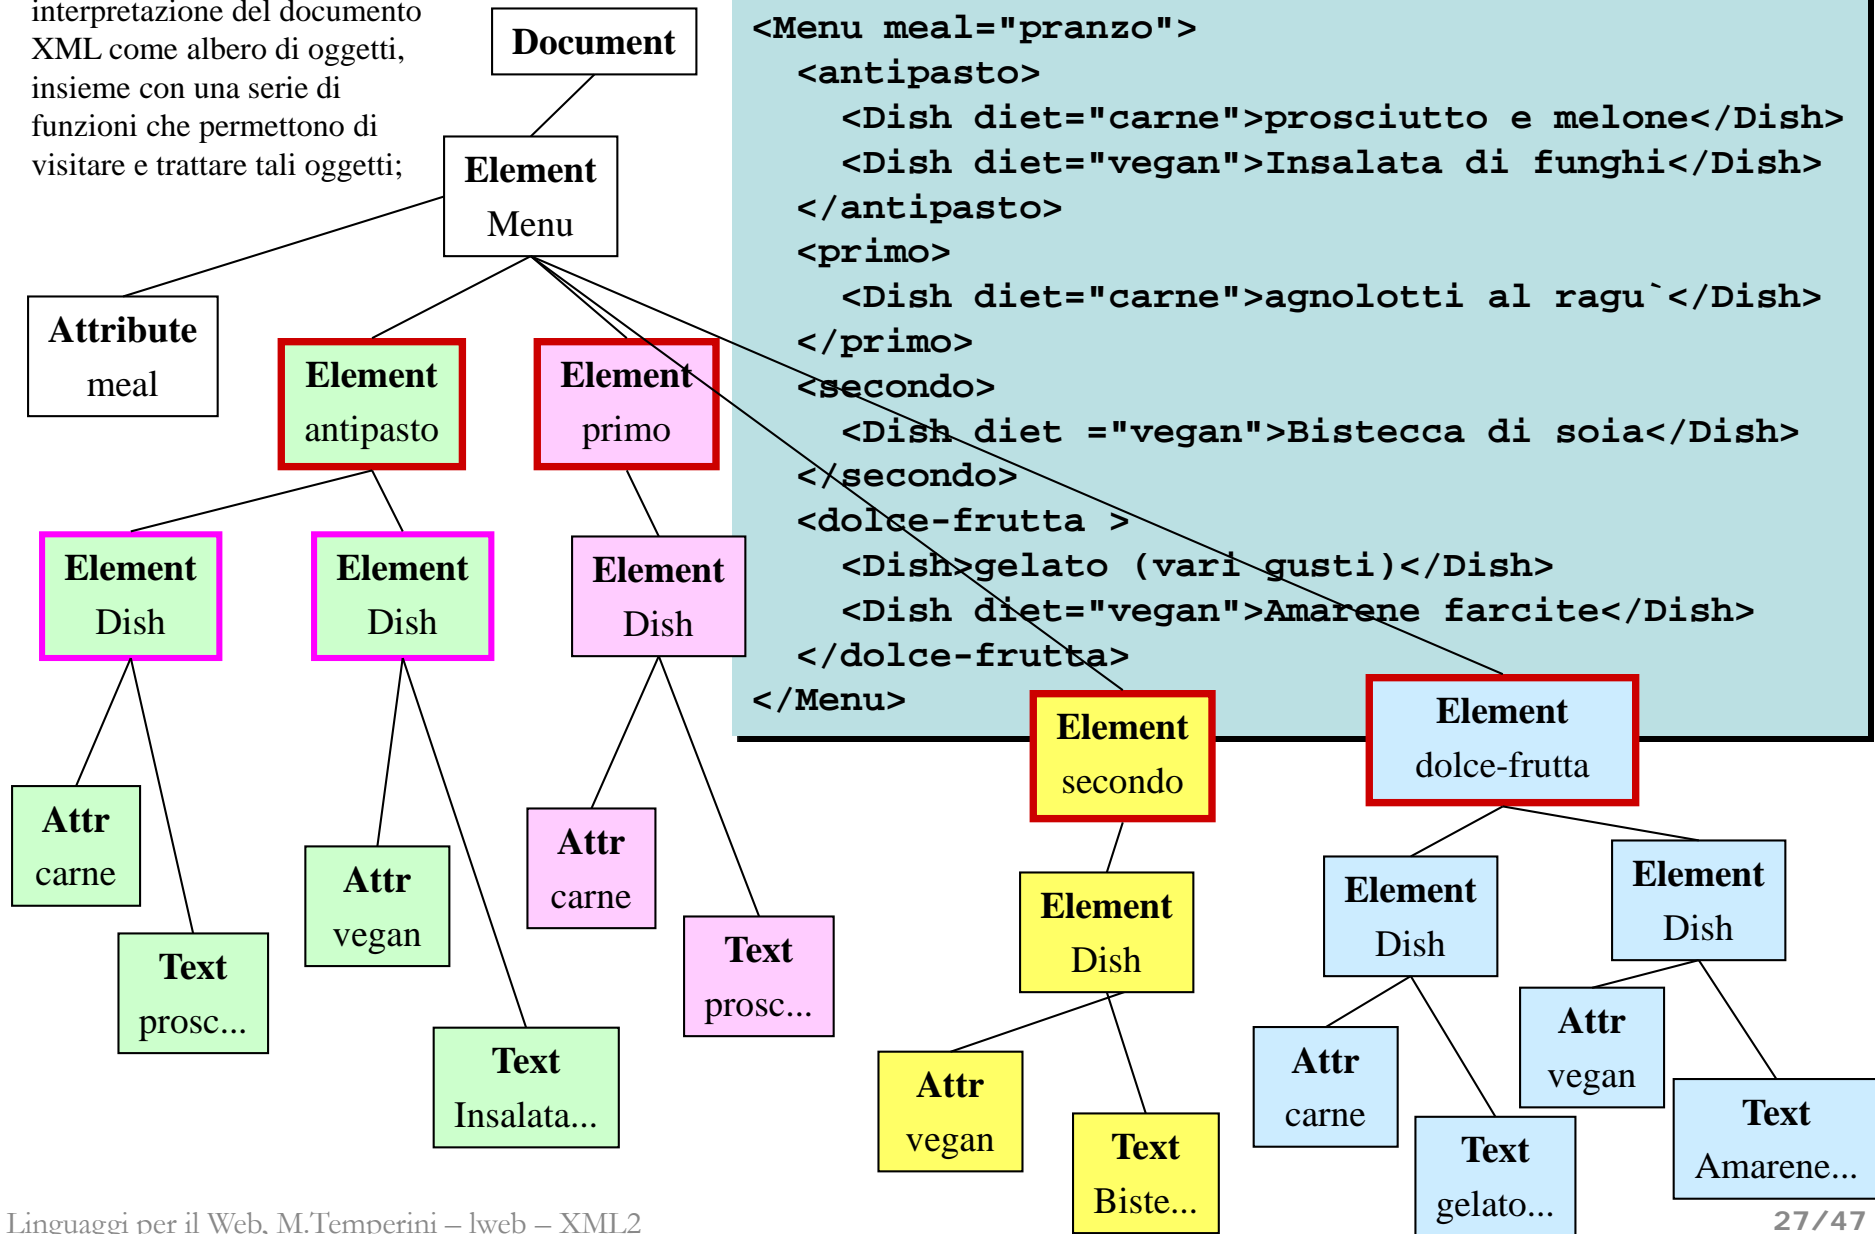 interpretazione del documento
XML come albero di oggetti,
insieme con una serie di
funzioni che permettono di
visitare e trattare tali oggetti;
Document
Element
Menu
Attribute
meal
<Menu meal="pranzo">
<antipasto>
<Dish diet="carne">prosciutto e melone</Dish>
<Dish diet="vegan">Insalata di funghi</Dish>
</antipasto>
<primo>
<Dish diet="carne">agnolotti al ragu`</Dish>
</primo>
<secondo>
<Dish diet ="vegan">Bistecca di soia</Dish>
</secondo>
<dolce-frutta >
<Dish>gelato (vari gusti)</Dish>
<Dish diet="vegan">Amarene farcite</Dish>
</dolce-frutta>
</Menu>
Element
antipasto
Element
primo
Element
Dish
Element
Dish
Element
Dish
Attr
carne
Text
prosc...
Attr
vegan
Text
Insalata...
Attr
carne
Text
prosc...
Element
secondo
Element
dolce-frutta
Element
Dish
Element
Dish
Element
Dish
Attr
vegan
Text
Biste...
Attr
carne
Text
gelato...
Attr
vegan
Text
Amarene...
Linguaggi per il Web, M.Temperini – lweb – XML2
27/47